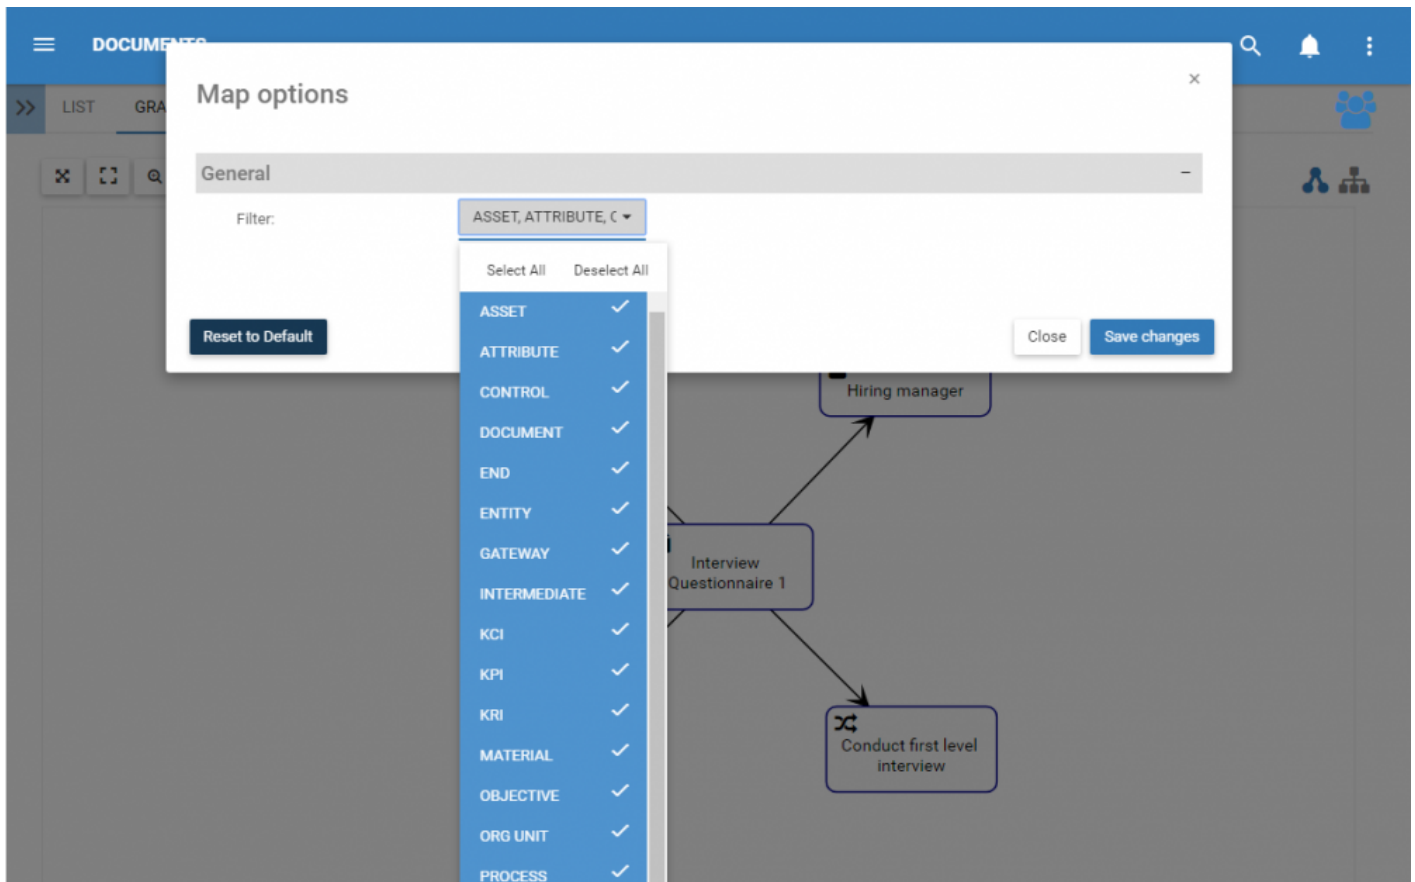 DOCUMENTS
LIST
GRA
Map options
×
General
–
Filter:
ASSET, ATTRIBUTE, C
Select All Deselect All
ASSET
ATTRIBUTE
CONTROL
DOCUMENT
END
ENTITY
GATEWAY
INTERMEDIATE
KCI
KPI
KRI
MATERIAL
OBJECTIVE
ORG UNIT
PROCESS
Reset to Default
Close
Save changes
Hiring manager
Interview
Questionnaire 1
Conduct first level
interview